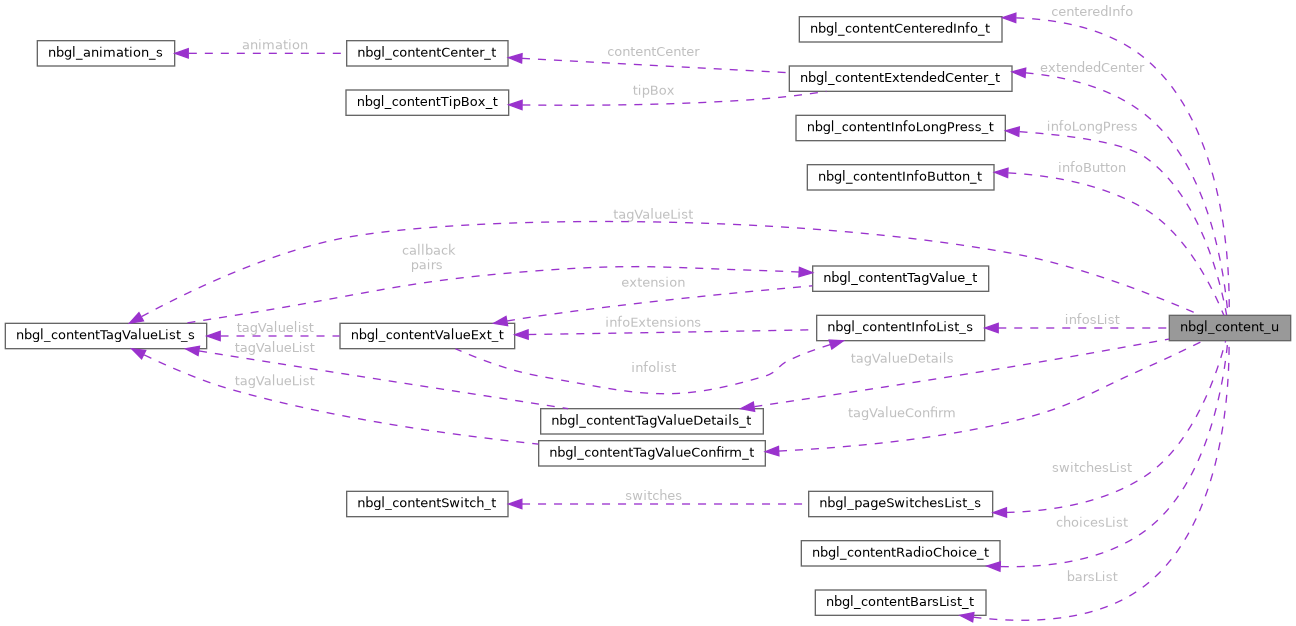 centeredInfo
nbgl_contentCenteredInfo_t
nbgl_animation_s
animation
nbgl_contentCenter_t
contentCenter
nbgl_contentExtendedCenter_t
extendedCenter
tipBox
nbgl_contentTipBox_t
nbgl_contentInfoLongPress_t
infoLongPress
nbgl_contentInfoButton_t
infoButton
tagValueList
callback
pairs
nbgl_contentTagValue_t
extension
nbgl_contentTagValueList_s
tagValuelist
nbgl_contentValueExt_t
infoExtensions
nbgl_contentInfoList_s
infosList
nbgl_content_u
tagValueList
infolist
tagValueDetails
tagValueList
nbgl_contentTagValueDetails_t
tagValueConfirm
nbgl_contentTagValueConfirm_t
switchesList
nbgl_contentSwitch_t
switches
nbgl_pageSwitchesList_s
choicesList
nbgl_contentRadioChoice_t
barsList
nbgl_contentBarsList_t